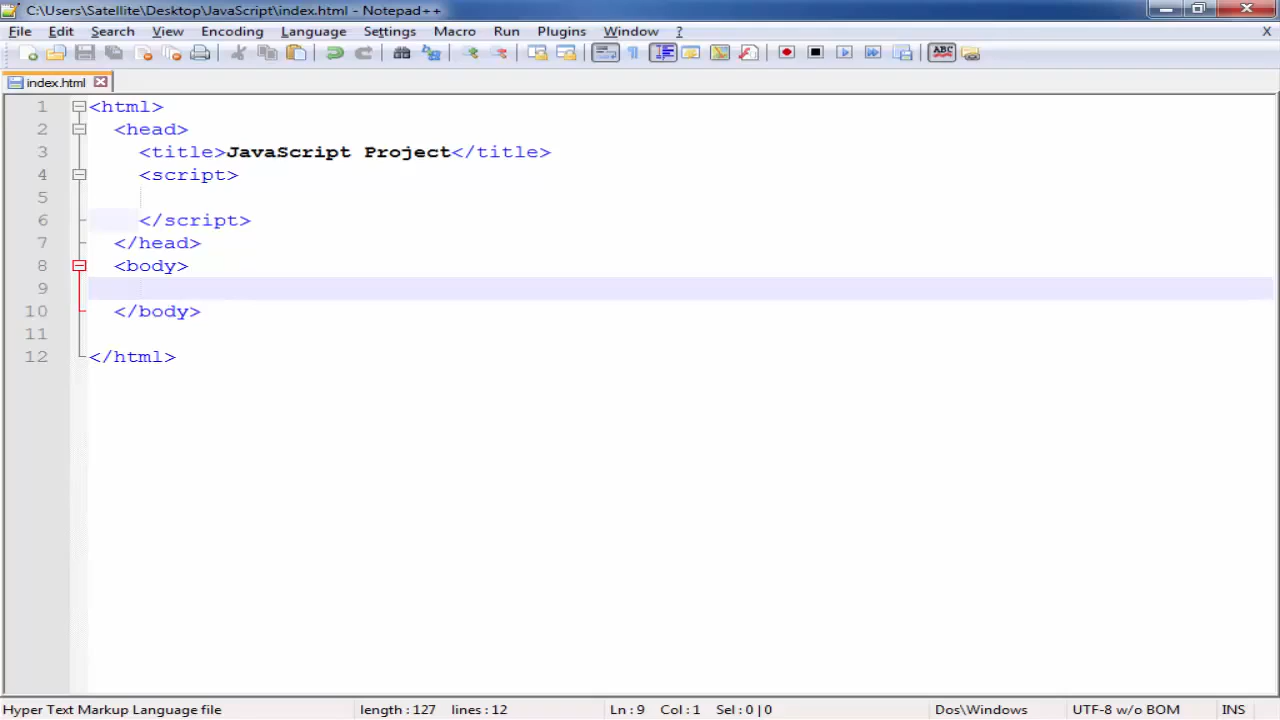 C:\Users\Satellite\Desktop\JavaScript\index.html - Notepad++
File Edit Search View Encoding Language Settings Macro Run Plugins Window ? X
ABC
index.html
1 <html>
2 <head>
3 <title>JavaScript Project</title>
4 <script>
5
6 </script>
7 </head>
8 <body>
9
10 </body>
11
12 </html>
Hyper Text Markup Language file length : 127 lines : 12 Ln : 9 Col : 1 Sel : 0 | 0 Dos\Windows UTF-8 w/o BOM INS